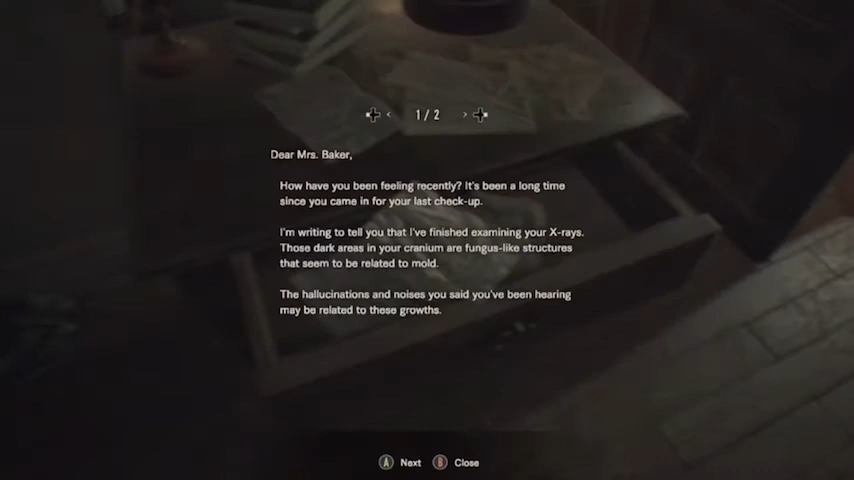 < 1 / 2 >
Dear Mrs. Baker,
How have you been feeling recently? It's been a long time
since you came in for your last check-up.
I'm writing to tell you that I've finished examining your X-rays.
Those dark areas in your cranium are fungus-like structures
that seem to be related to mold.
The hallucinations and noises you said you've been hearing
may be related to these growths.
A Next B Close